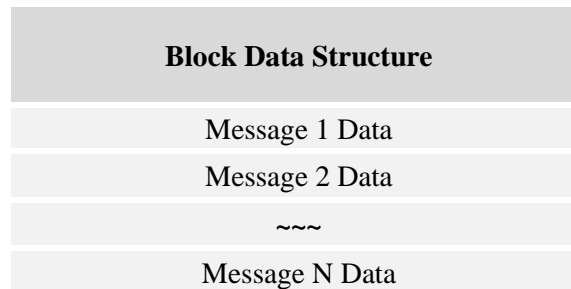 Block Data Structure
Message 1 Data
Message 2 Data
~~~
Message N Data